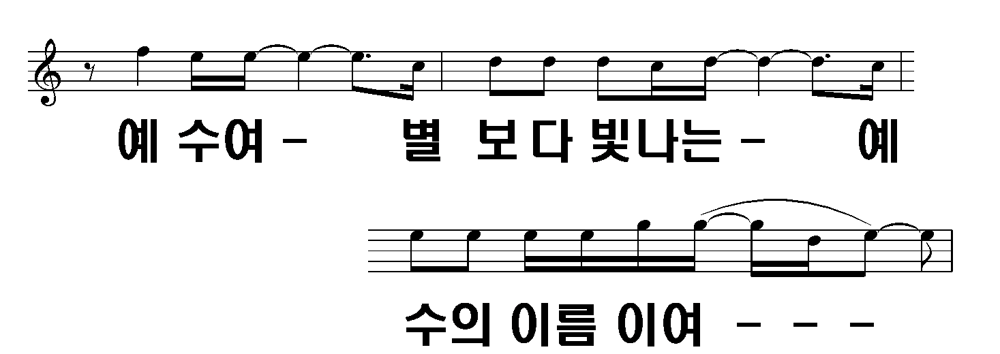 예 수여 - 별 보다 빛나는 - 예
수의 이름 이여 - - -